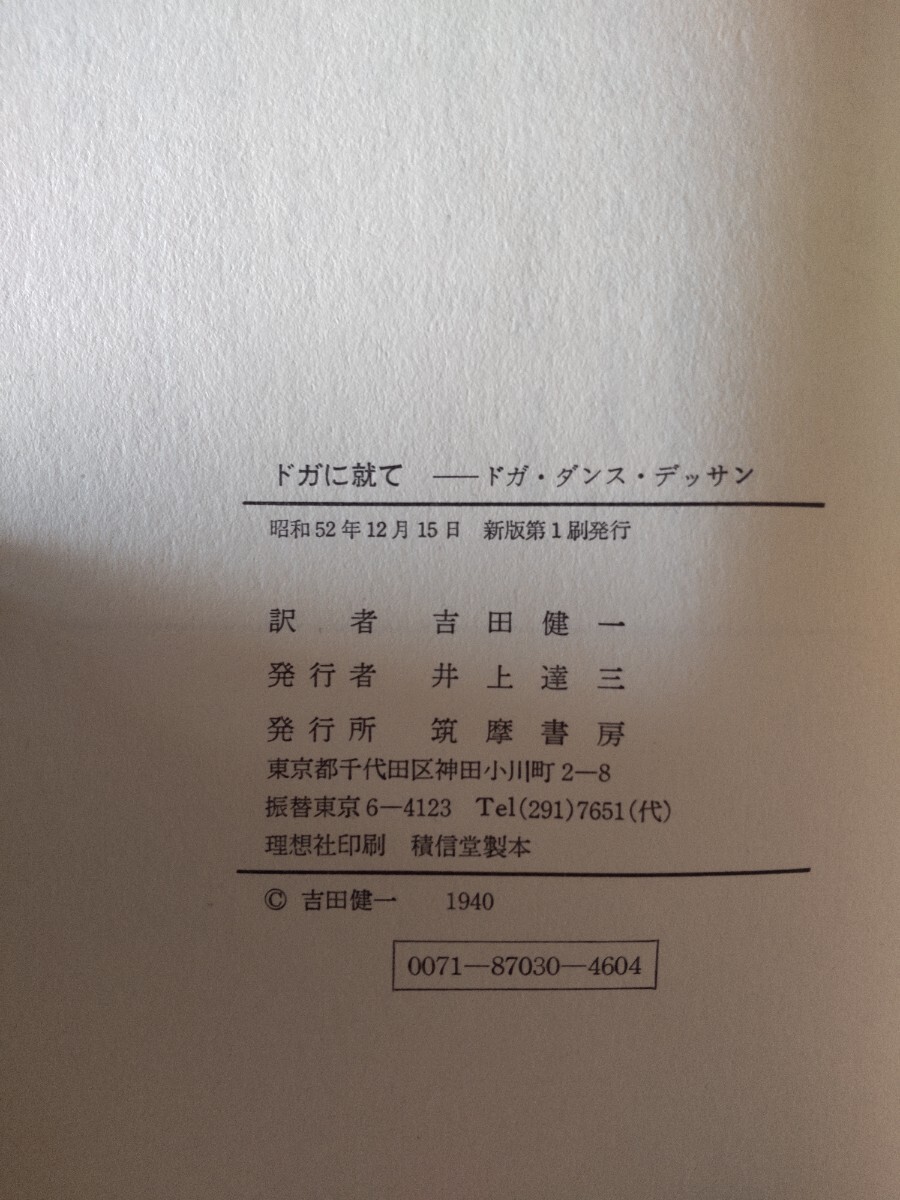 ドガに就て ――ドガ・ダンス・デッサン
昭和52年12月15日 新版第1刷発行
訳者 吉田健一
発行者 井上達三
発行所 筑摩書房
東京都千代田区神田小川町2―8
振替東京6―4123 Tel(291)7651(代)
理想社印刷 積信堂製本
© 吉田健一 1940
0071―87030―4604